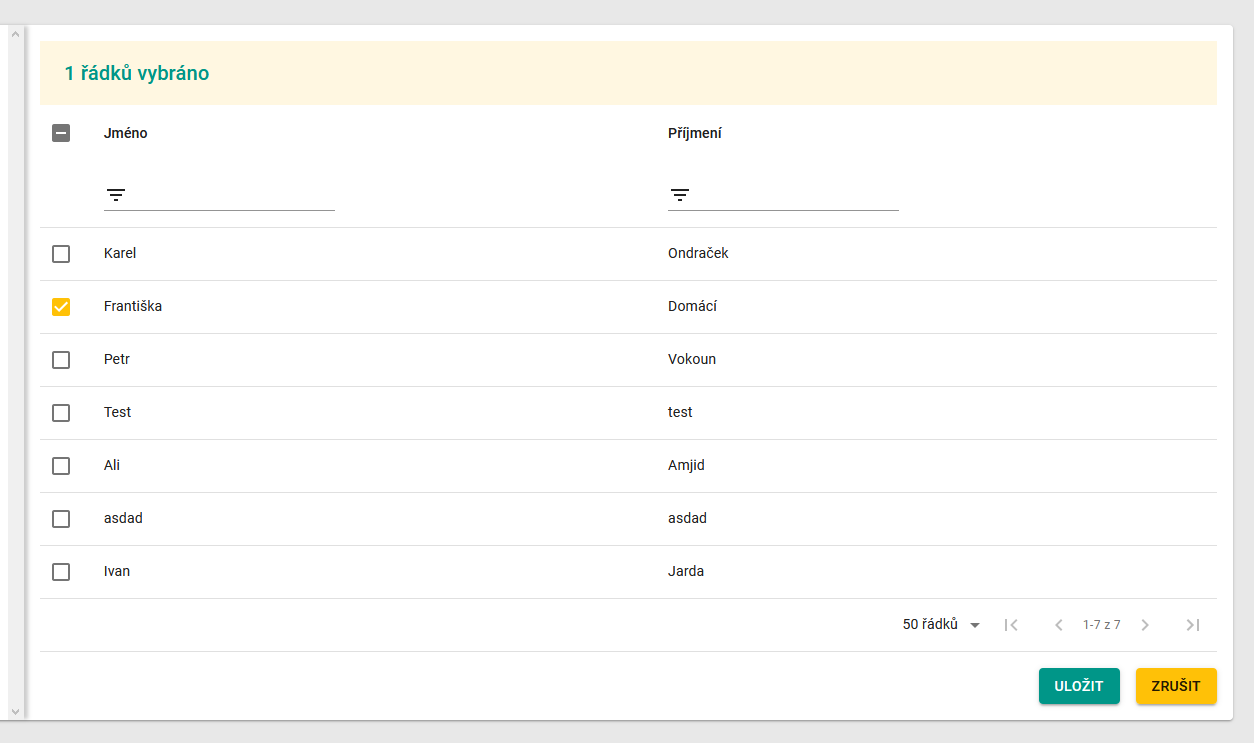 1 řádků vybráno
Jméno Příjmení
Karel Ondraček
Františka Domácí
Petr Vokoun
Test test
Ali Amjid
asdad asdad
Ivan Jarda
50 řádků 1-7 z 7
ULOŽIT ZRUŠIT